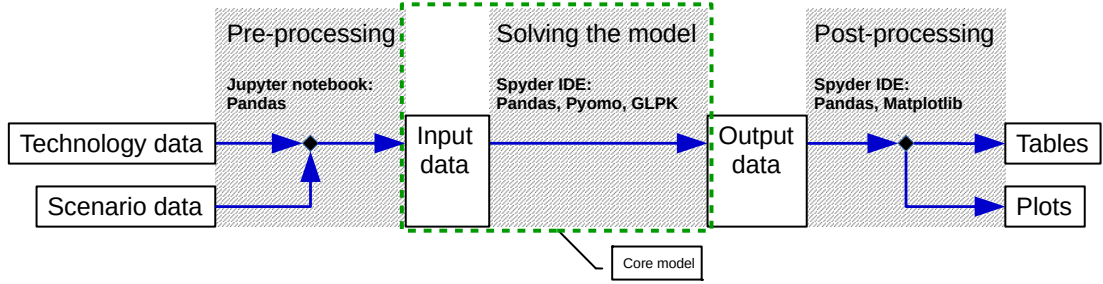 Pre-processing
Solving the model
Post-processing
Jupyter notebook:
Pandas
Spyder IDE:
Pandas, Pyomo, GLPK
Spyder IDE:
Pandas, Matplotlib
Technology data
Scenario data
Input
data
Output
data
Tables
Plots
Core model